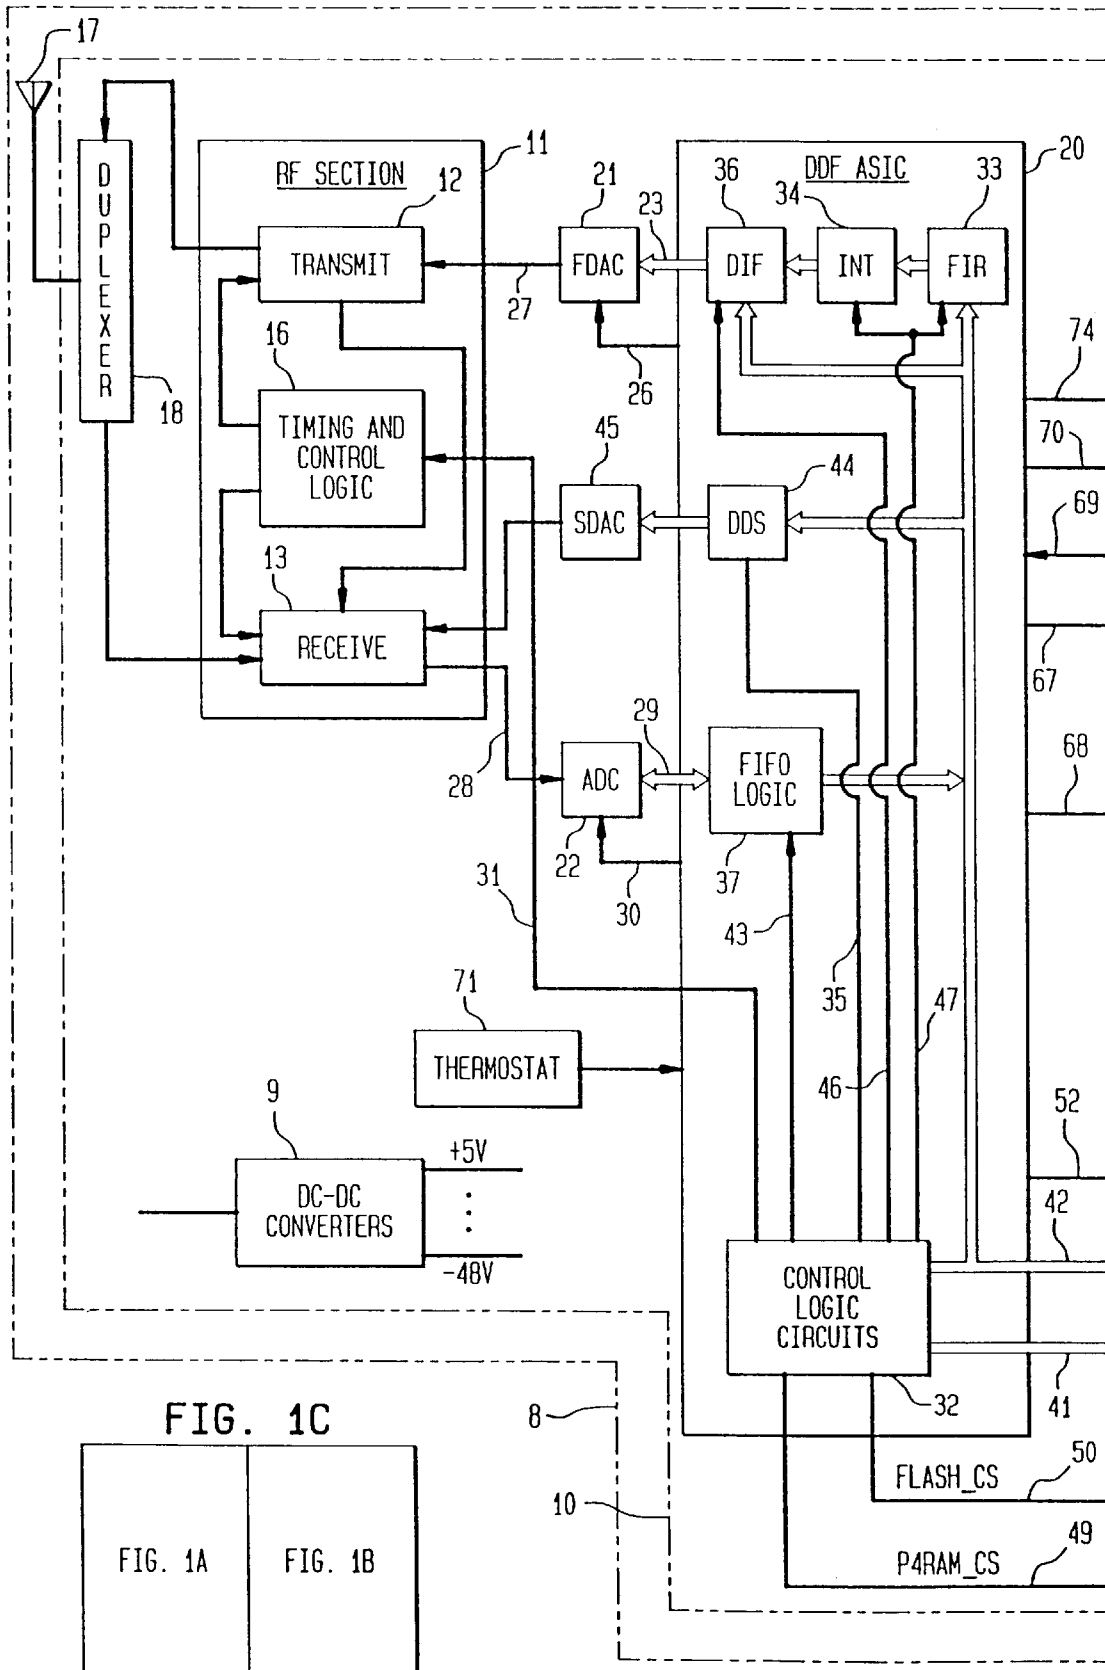 17
11
20
RF SECTION
DDF ASIC
12
21
23
36
34
33
DUPLEXER
TRANSMIT
FDAC
DIF
INT
FIR
27
16
26
18
74
TIMING AND
CONTROL
LOGIC
45
44
70
SDAC
DDS
69
13
RECEIVE
67
28
29
68
ADC
FIFO
LOGIC
22
37
31
30
43
35
47
71
THERMOSTAT
46
9
52
+5V
DC-DC
CONVERTERS
42
-48V
CONTROL
LOGIC
CIRCUITS
FIG. 1C
8
32
41
FLASH_CS
50
10
FIG. 1A
FIG. 1B
P4RAM_CS
49